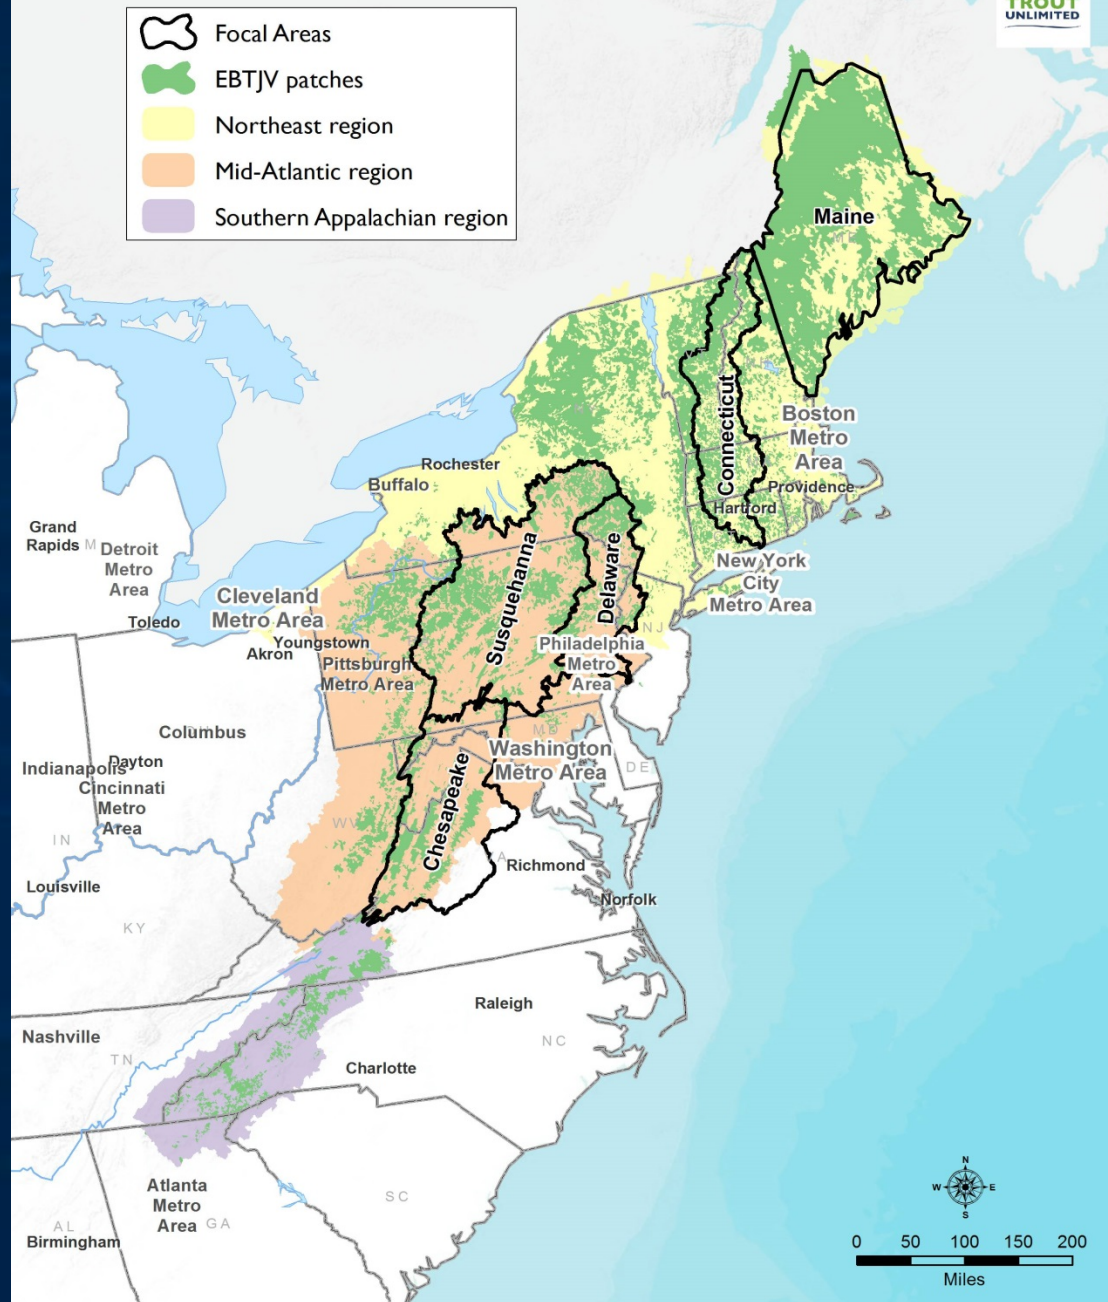 TROUT
UNLIMITED
Focal Areas
EBTJV patches
Northeast region
Mid-Atlantic region
Southern Appalachian region
Maine
Connecticut
Boston
Metro
Area
Rochester
Buffalo
Providence
Hartford
Grand
Rapids
M
Detroit
Metro
Area
Susquehanna
Delaware
New York
City
Metro Area
Cleveland
Metro Area
Toledo
Youngstown
Akron
NJ
Pittsburgh
Metro Area
Philadelphia
Metro
Area
Columbus
MD
Washington
Metro Area
DE
Indianapolis
Dayton
Cincinnati
Metro
Area
Chesapeake
WV
IN
Richmond
Louisville
Norfolk
KY
Raleigh
Nashville
NC
TN
Charlotte
Atlanta
Metro
Area
GA
SC
AL
Birmingham
N
W
E
S
0 50 100 150 200
Miles